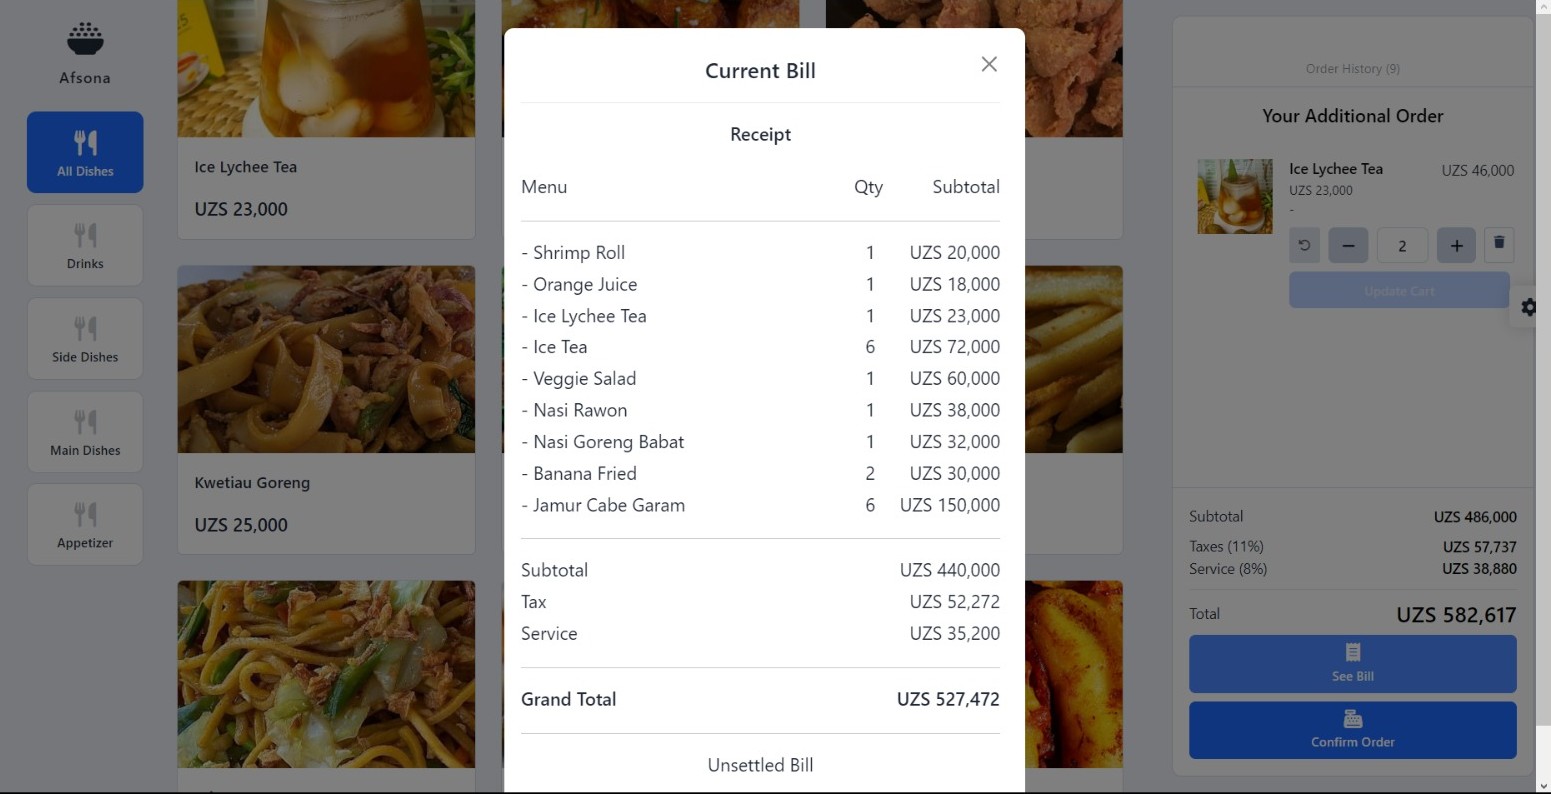 Afsona
All Dishes
Drinks
Side Dishes
Main Dishes
Appetizer
Ice Lychee Tea
UZS 23,000
Kwetiau Goreng
UZS 25,000
Current Bill
Receipt
Menu Qty Subtotal
- Shrimp Roll 1 UZS 20,000
- Orange Juice 1 UZS 18,000
- Ice Lychee Tea 1 UZS 23,000
- Ice Tea 6 UZS 72,000
- Veggie Salad 1 UZS 60,000
- Nasi Rawon 1 UZS 38,000
- Nasi Goreng Babat 1 UZS 32,000
- Banana Fried 2 UZS 30,000
- Jamur Cabe Garam 6 UZS 150,000
Subtotal UZS 440,000
Tax UZS 52,272
Service UZS 35,200
Grand Total UZS 527,472
Unsettled Bill
Order History (9)
Your Additional Order
Ice Lychee Tea UZS 46,000
UZS 23,000
-
2
Update Cart
Subtotal UZS 486,000
Taxes (11%) UZS 57,737
Service (8%) UZS 38,880
Total UZS 582,617
See Bill
Confirm Order